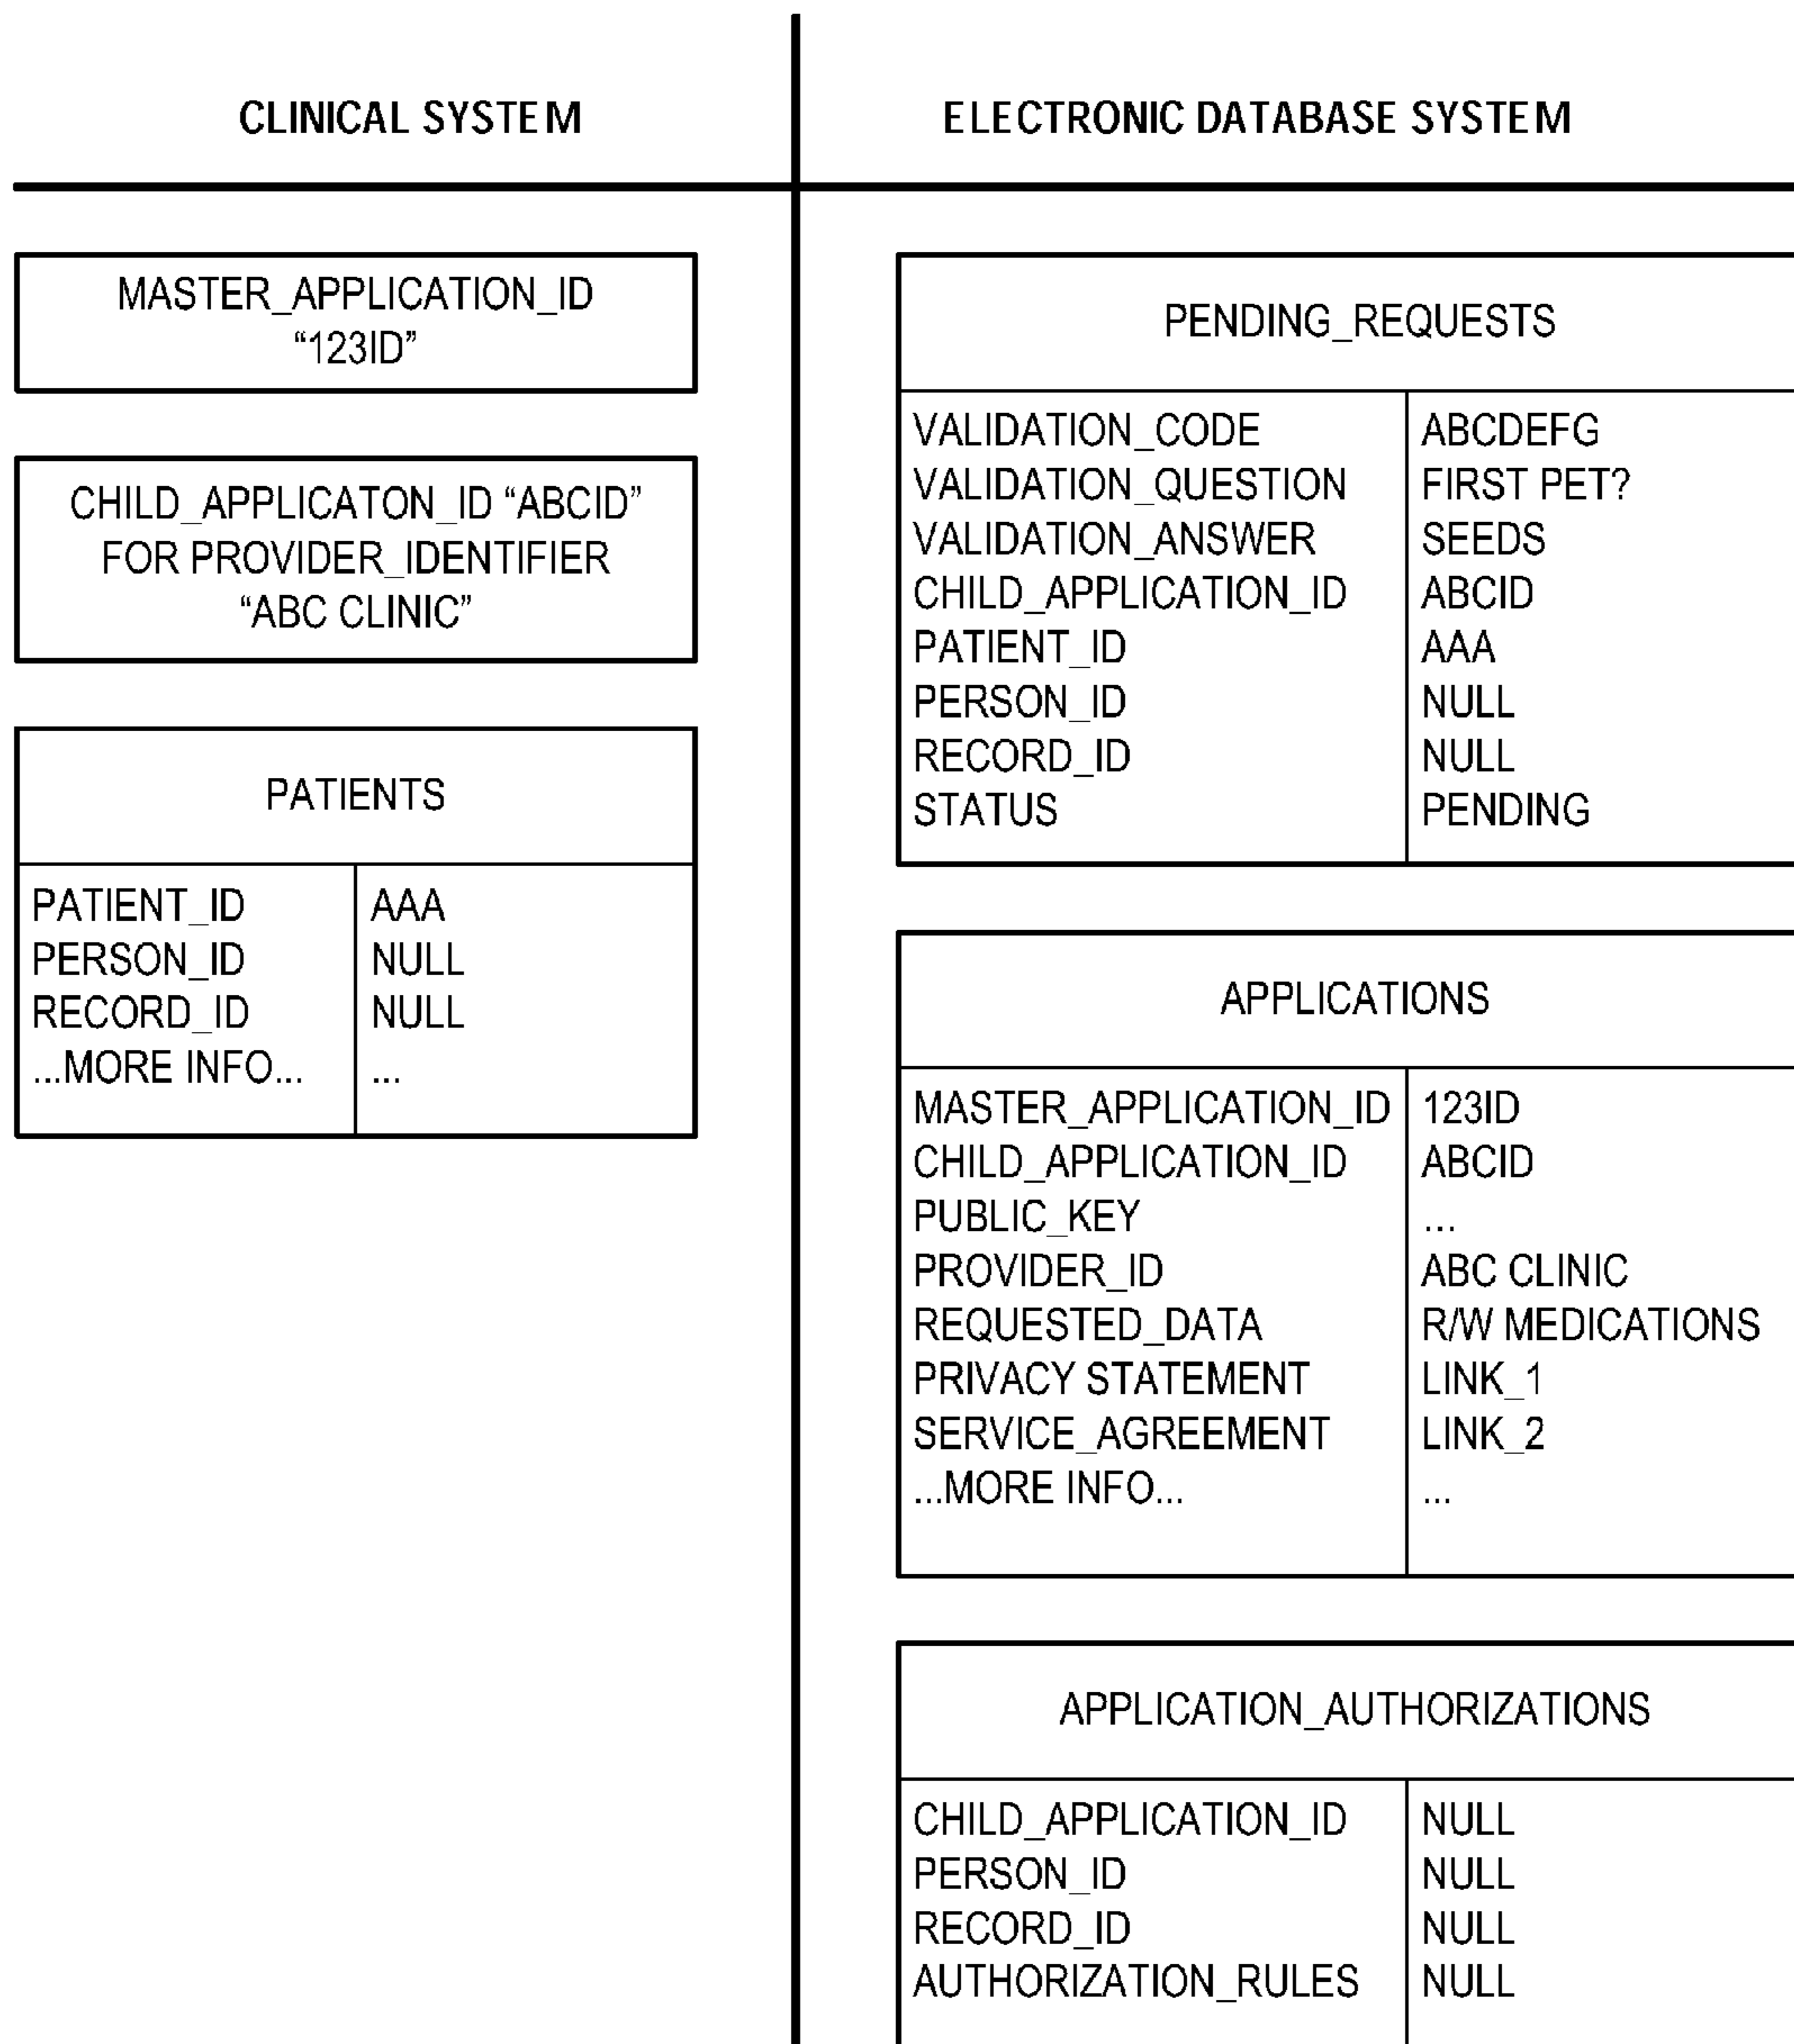 CLINICAL SYSTEM
MASTER_APPLICATION_ID
“123ID”
CHILD_APPLICATON_ID “ABCID”
FOR PROVIDER_IDENTIFIER
“ABC CLINIC”
PATIENTS
PATIENT_ID AAA
PERSON_ID NULL
RECORD_ID NULL
...MORE INFO... ...
ELECTRONIC DATABASE SYSTEM
PENDING_REQUESTS
VALIDATION_CODE ABCDEFG
VALIDATION_QUESTION FIRST PET?
VALIDATION_ANSWER SEEDS
CHILD_APPLICATION_ID ABCID
PATIENT_ID AAA
PERSON_ID NULL
RECORD_ID NULL
STATUS PENDING
APPLICATIONS
MASTER_APPLICATION_ID 123ID
CHILD_APPLICATION_ID ABCID
PUBLIC_KEY ...
PROVIDER_ID ABC CLINIC
REQUESTED_DATA R/W MEDICATIONS
PRIVACY STATEMENT LINK_1
SERVICE_AGREEMENT LINK_2
...MORE INFO... ...
APPLICATION_AUTHORIZATIONS
CHILD_APPLICATION_ID NULL
PERSON_ID NULL
RECORD_ID NULL
AUTHORIZATION_RULES NULL